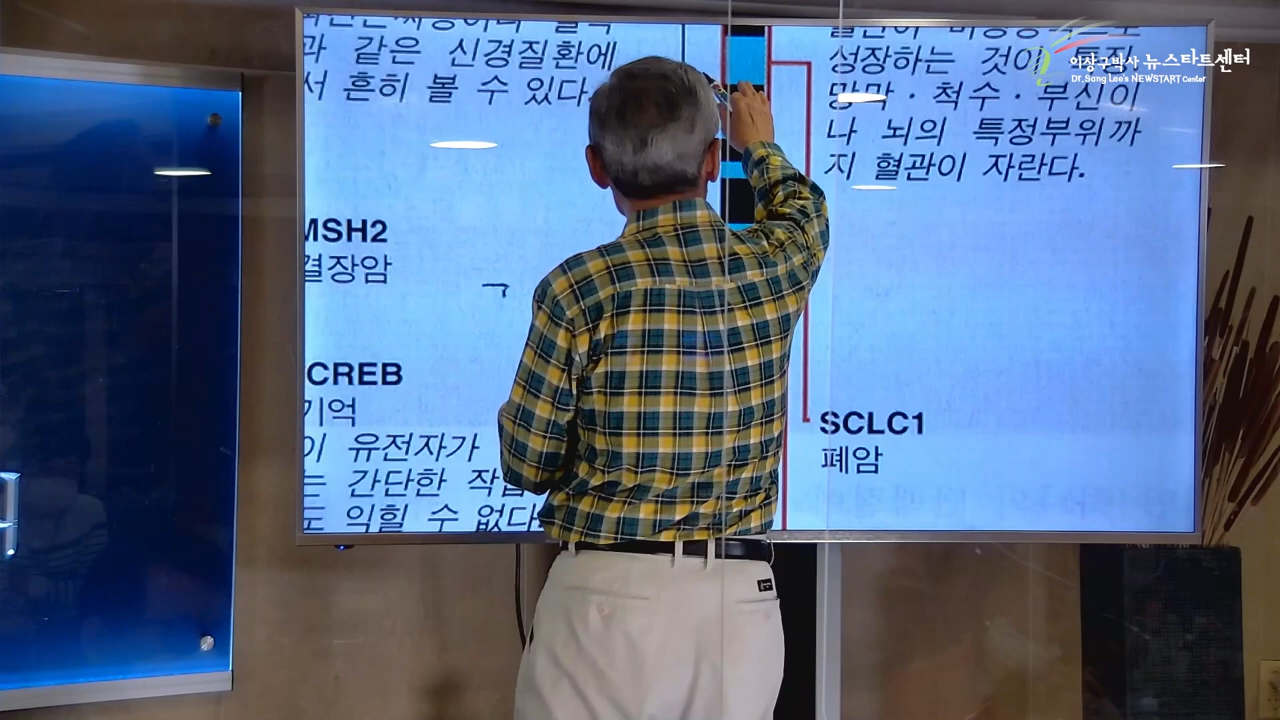 과 같은 신경질환에
서 흔히 볼 수 있다.
MSH2
결장암
CREB
기억
이 유전자가
는 간단한 작업
도 익힐 수 없다.
성장하는 것이 특징.
망막 · 척수 · 부신이
나 뇌의 특정부위까
지 혈관이 자란다.
SCLC1
폐암
ㄱ
이상구박사 뉴스타트센터
Dr. Sang Lee's NEWSTART Center